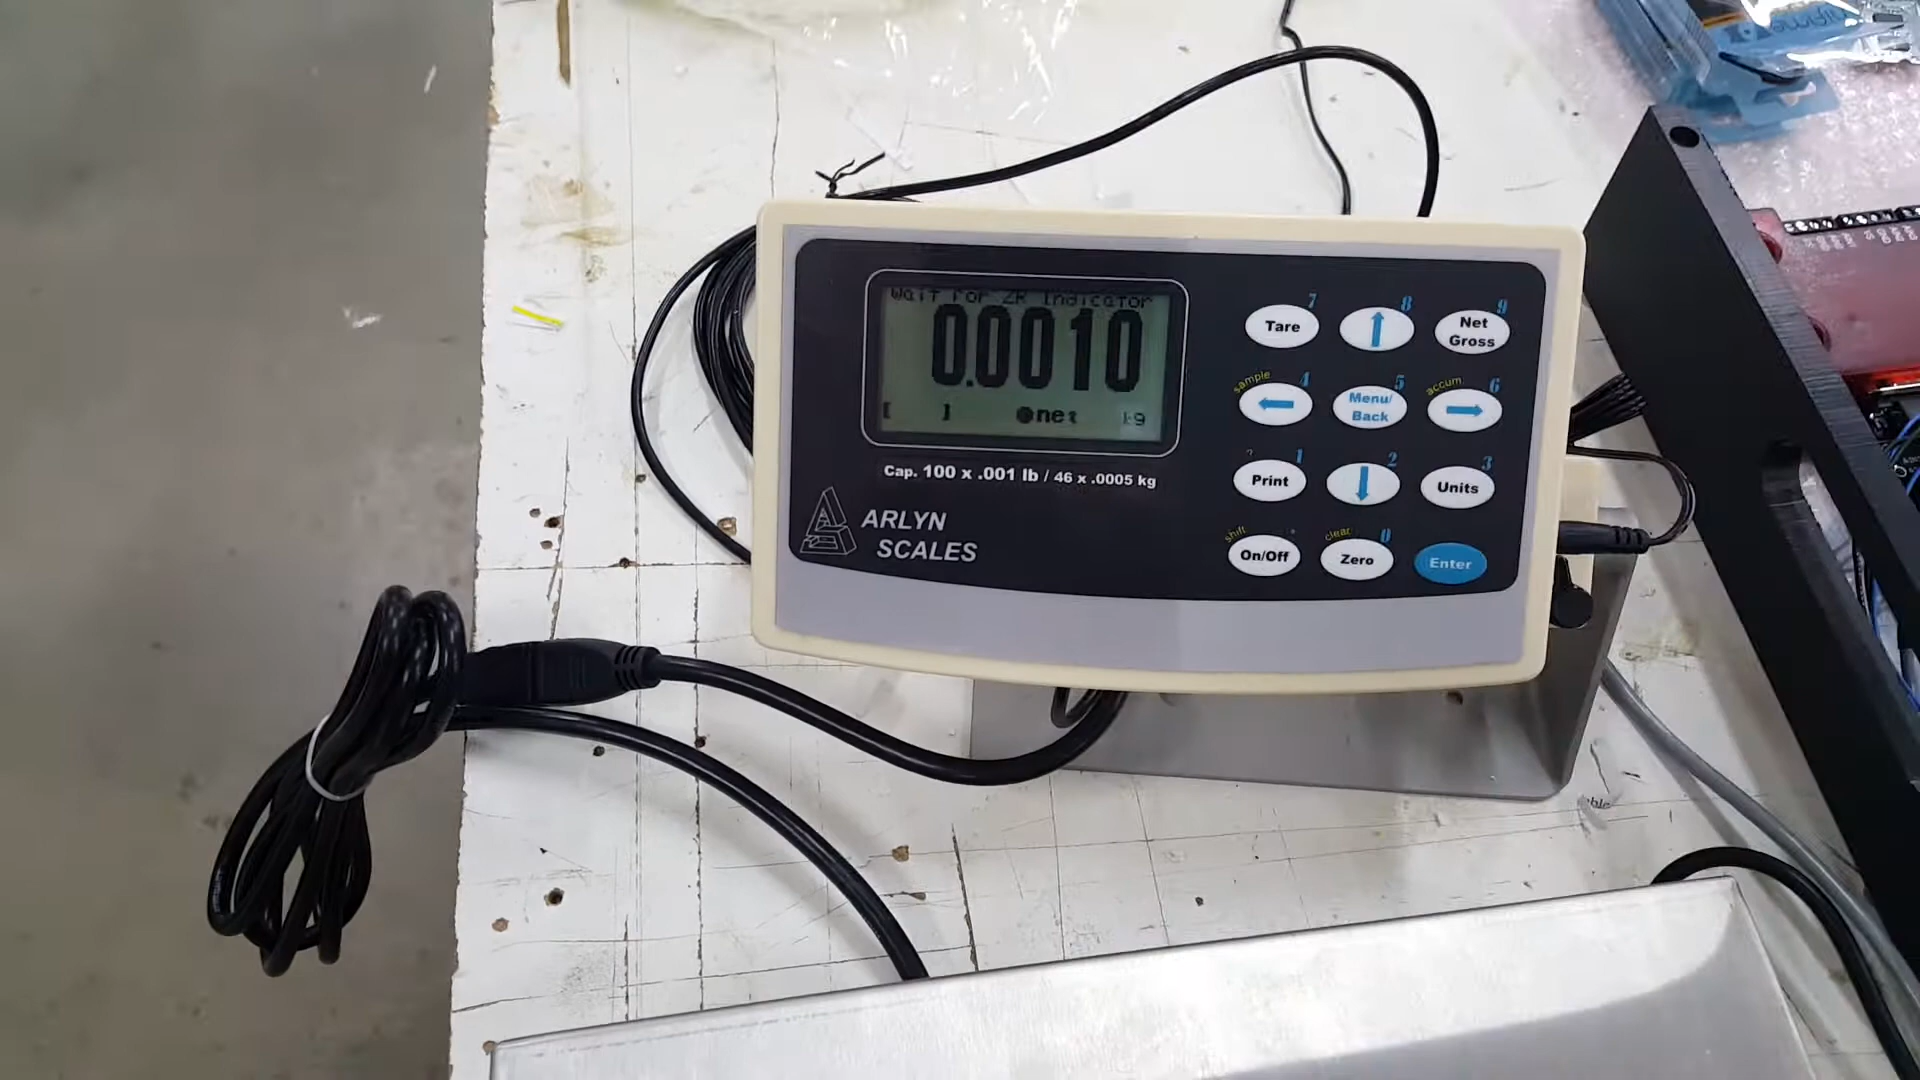 Wait for ZR Indicator
0.0010
[ ] net kg
Cap. 100 x .001 lb / 46 x .0005 kg
ARLYN
SCALES
7 8 9
Tare Net
Gross
sample 4 5 accum 6
Menu/
Back
1 2 3
Print Units
shift clear 0
On/Off Zero Enter